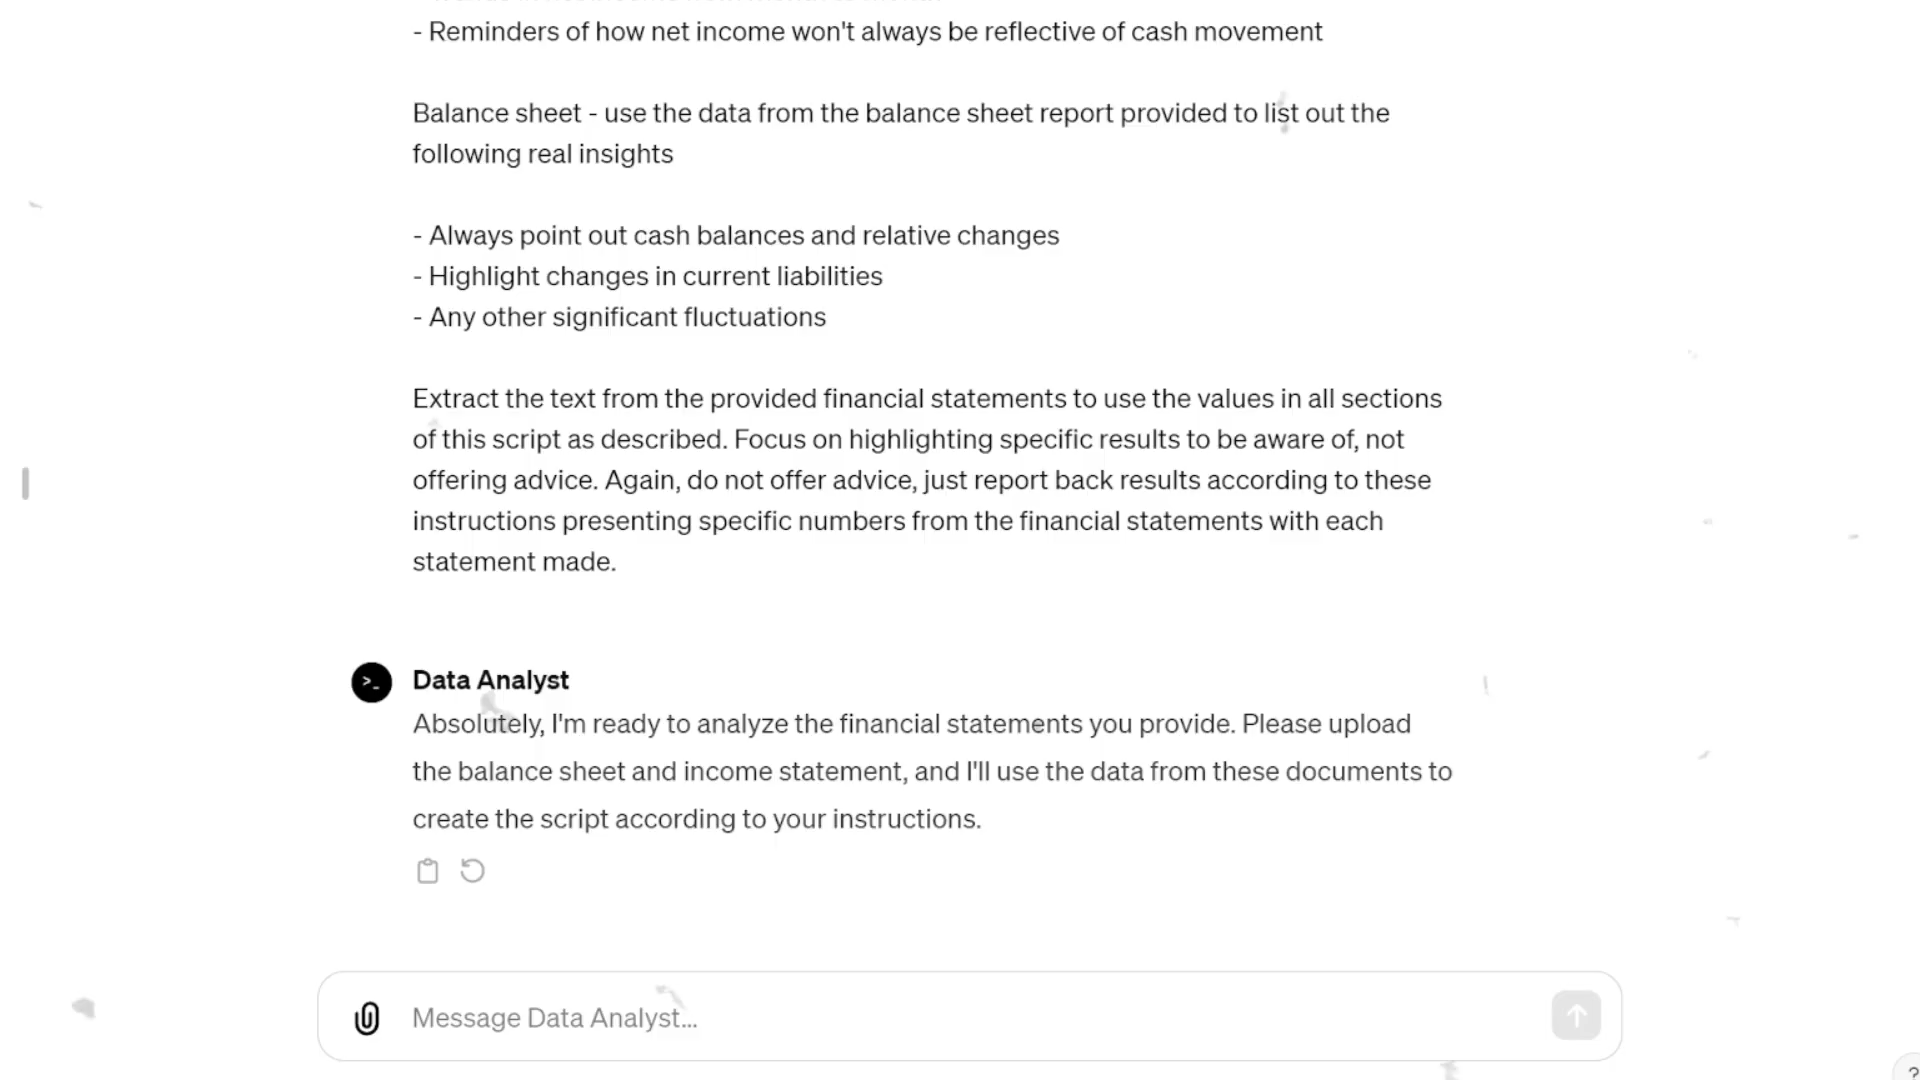 - Reminders of how net income won't always be reflective of cash movement
Balance sheet - use the data from the balance sheet report provided to list out the
following real insights
- Always point out cash balances and relative changes
- Highlight changes in current liabilities
- Any other significant fluctuations
Extract the text from the provided financial statements to use the values in all sections
of this script as described. Focus on highlighting specific results to be aware of, not
offering advice. Again, do not offer advice, just report back results according to these
instructions presenting specific numbers from the financial statements with each
statement made.
>_
Data Analyst
Absolutely, I'm ready to analyze the financial statements you provide. Please upload
the balance sheet and income statement, and I'll use the data from these documents to
create the script according to your instructions.
Message Data Analyst...
?